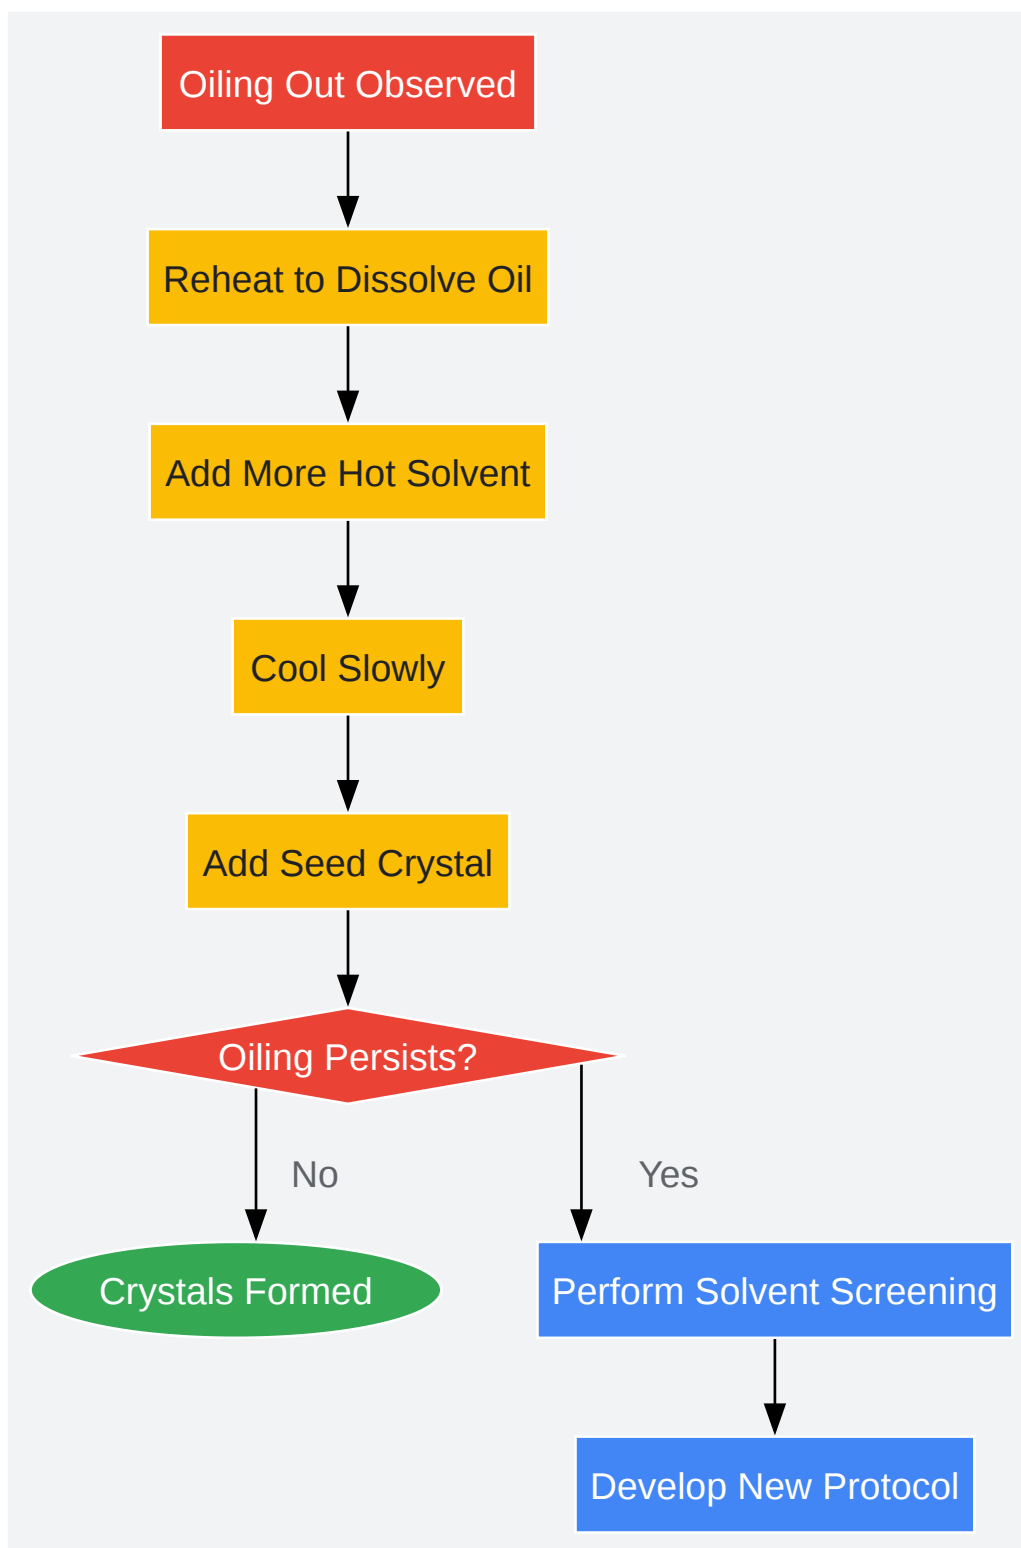 Oiling Out Observed
Reheat to Dissolve Oil
Add More Hot Solvent
Cool Slowly
Add Seed Crystal
Oiling Persists?
No
Yes
Crystals Formed
Perform Solvent Screening
Develop New Protocol